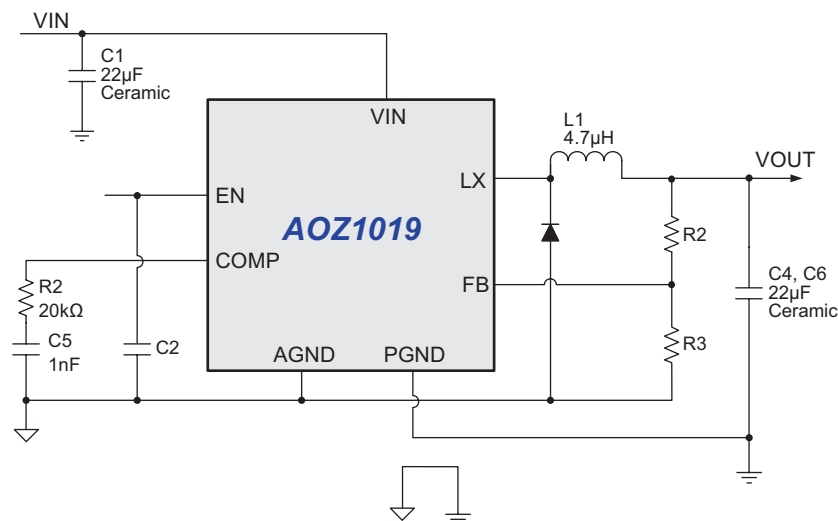 VIN
C1
22µF
Ceramic
VIN
L1
4.7µH
VOUT
LX
EN
AOZ1019
R2
COMP
FB
R2
20kΩ
C4, C6
22µF
Ceramic
C5
1nF
C2
R3
AGND
PGND